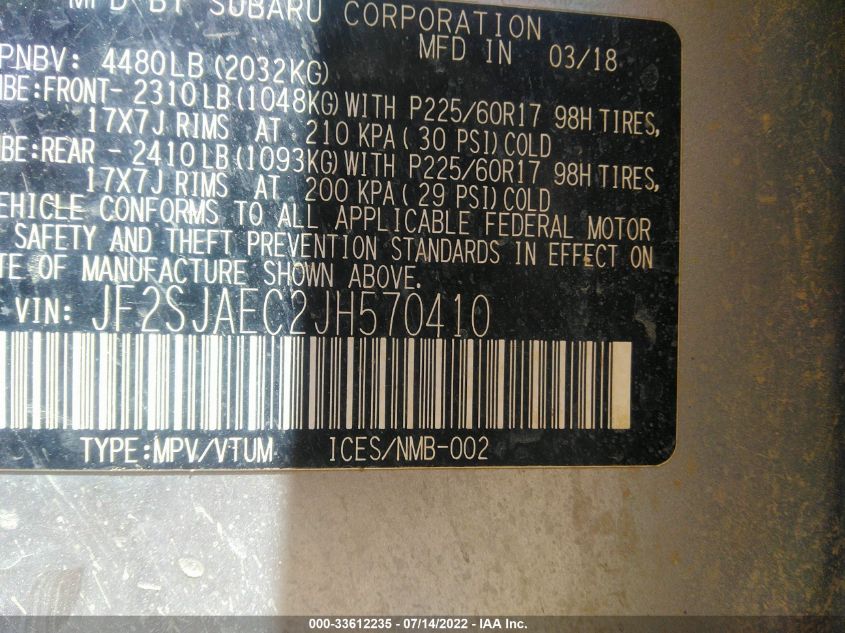 MFD BY SUBARU CORPORATION
MFD IN 03/18
PNBV: 4480LB (2032KG)
BE:FRONT- 2310LB(1048KG)WITH P225/60R17 98H TIRES,
17X7J RIMS AT 210 KPA( 30 PSI)COLD
BE:REAR - 2410LB(1093KG)WITH P225/60R17 98H TIRES,
17X7J RIMS AT 200 KPA(29 PSI)COLD
EHICLE CONFORMS TO ALL APPLICABLE FEDERAL MOTOR
SAFETY AND THEFT PREVENTION STANDARDS IN EFFECT ON
TE OF MANUFACTURE SHOWN ABOVE.
VIN: JF2SJAEC2JH570410
TYPE:MPV/VTUM ICES/NMB-002
000-33612235 - 07/14/2022 - IAA Inc.